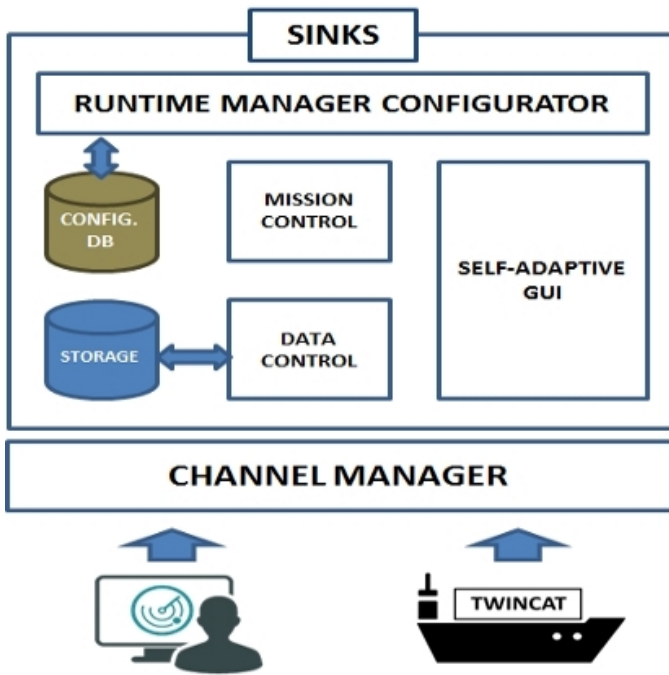 SINKS
RUNTIME MANAGER CONFIGURATOR
CONFIG.
DB
MISSION
CONTROL
SELF-ADAPTIVE
GUI
STORAGE
DATA
CONTROL
CHANNEL MANAGER
TWINCAT